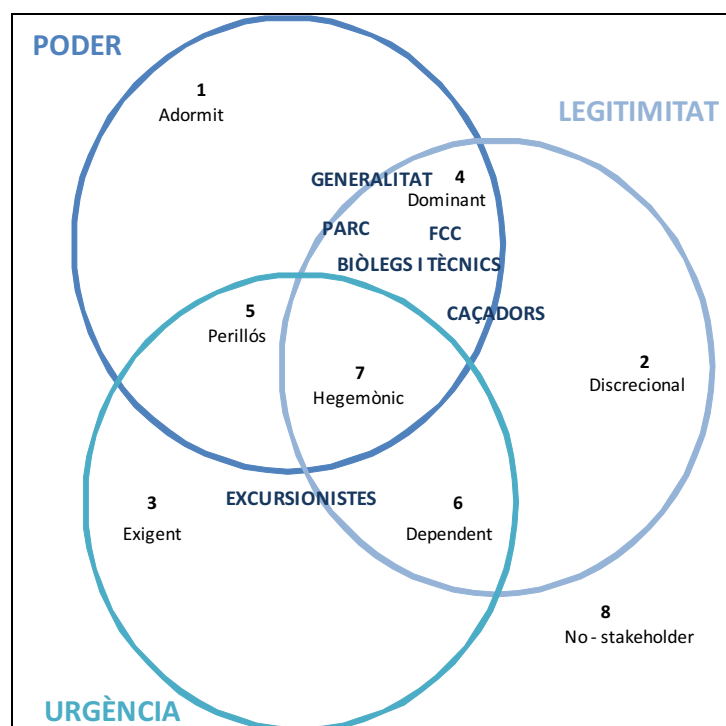 PODER
1
Adormit
LEGITIMITAT
GENERALITAT
4
Dominant
PARC
FCC
BIÒLEGS I TÈCNICS
5
Perillós
CAÇADORS
2
Discrecional
7
Hegemònic
EXCURSIONISTES
3
Exigent
6
Dependent
8
No - stakeholder
URGÈNCIA